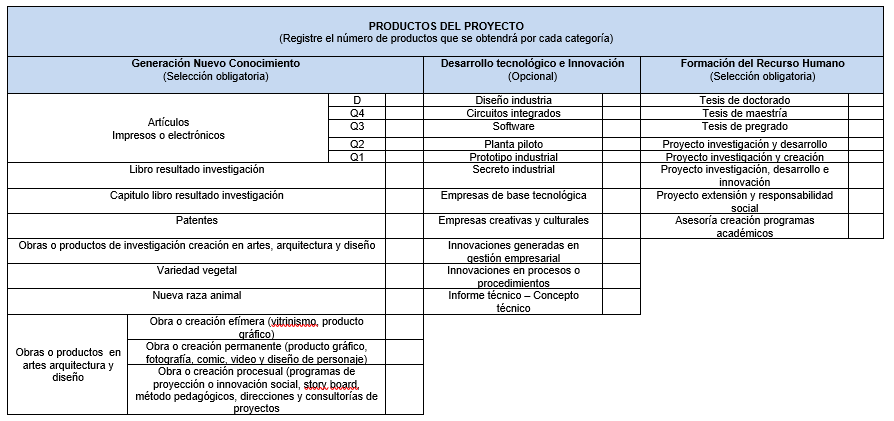 PRODUCTOS DEL PROYECTO
(Registre el número de productos que se obtendrá por cada categoría)
Generación Nuevo Conocimiento
(Selección obligatoria)
Desarrollo tecnológico e Innovación
(Opcional)
Formación del Recurso Humano
(Selección obligatoria)
Artículos
Impresos o electrónicos
D
Q4
Q3
Q2
Q1
Libro resultado investigación
Capitulo libro resultado investigación
Patentes
Obras o productos de investigación creación en artes, arquitectura y diseño
Variedad vegetal
Nueva raza animal
Obras o productos en
artes arquitectura y
diseño
Obra o creación efímera (vitrinismo, producto
gráfico)
Obra o creación permanente (producto gráfico,
fotografía, comic, video y diseño de personaje)
Obra o creación procesual (programas de
proyección o innovación social, story board,
método pedagógicos, direcciones y consultorías de
proyectos
Diseño industria
Circuitos integrados
Software
Planta piloto
Prototipo industrial
Secreto industrial
Empresas de base tecnológica
Empresas creativas y culturales
Innovaciones generadas en
gestión empresarial
Innovaciones en procesos o
procedimientos
Informe técnico – Concepto
técnico
Tesis de doctorado
Tesis de maestría
Tesis de pregrado
Proyecto investigación y desarrollo
Proyecto investigación y creación
Proyecto investigación, desarrollo e
innovación
Proyecto extensión y responsabilidad
social
Asesoría creación programas
académicos